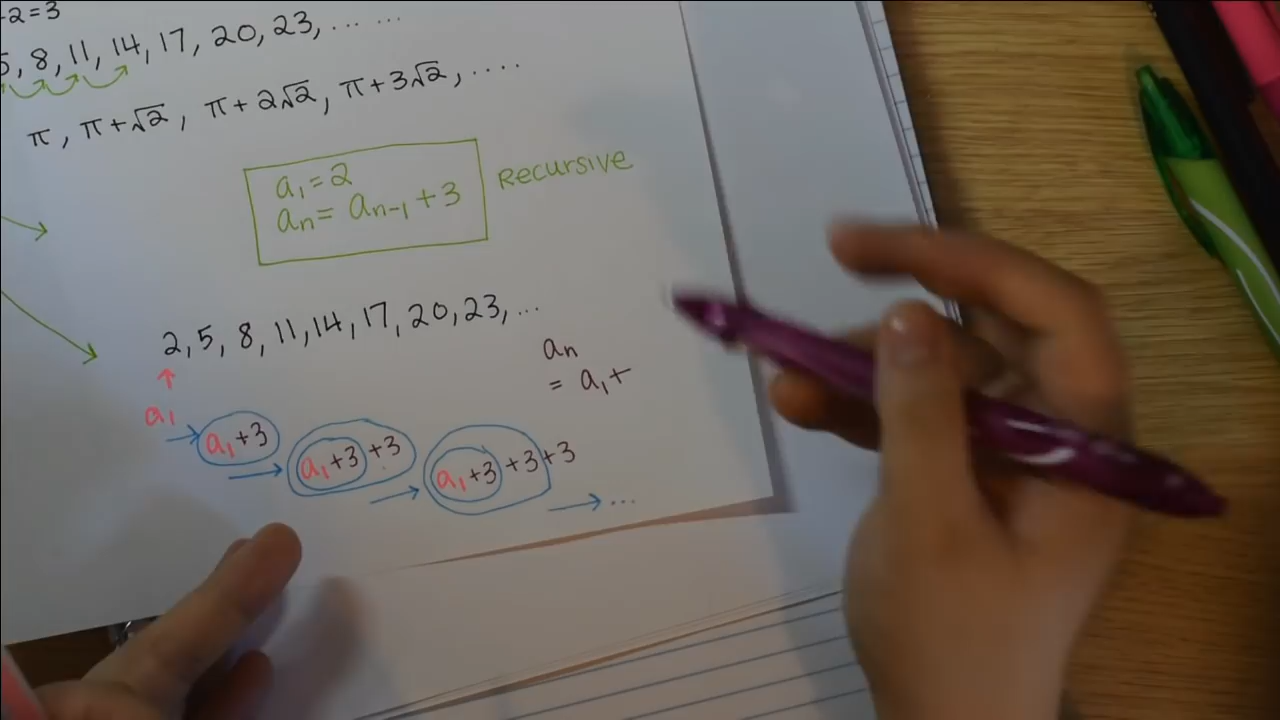 -2=3
5, 8, 11, 14, 17, 20, 23, ... ...
π, π+√2, π+2√2, π+3√2, ....
a₁=2
aₙ= aₙ₋₁+3
Recursive
2, 5, 8, 11, 14, 17, 20, 23, ...
aₙ
= a₁+
a₁
a₁+3
a₁+3+3
a₁+3+3+3
...